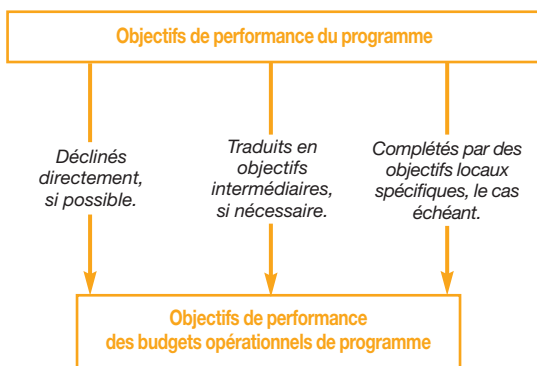 Objectifs de performance du programme
Déclinés
directement,
si possible.
Traduits en
objectifs
intermédiaires,
si nécessaire.
Complétés par des
objectifs locaux
spécifiques, le cas
échéant.
Objectifs de performance
des budgets opérationnels de programme